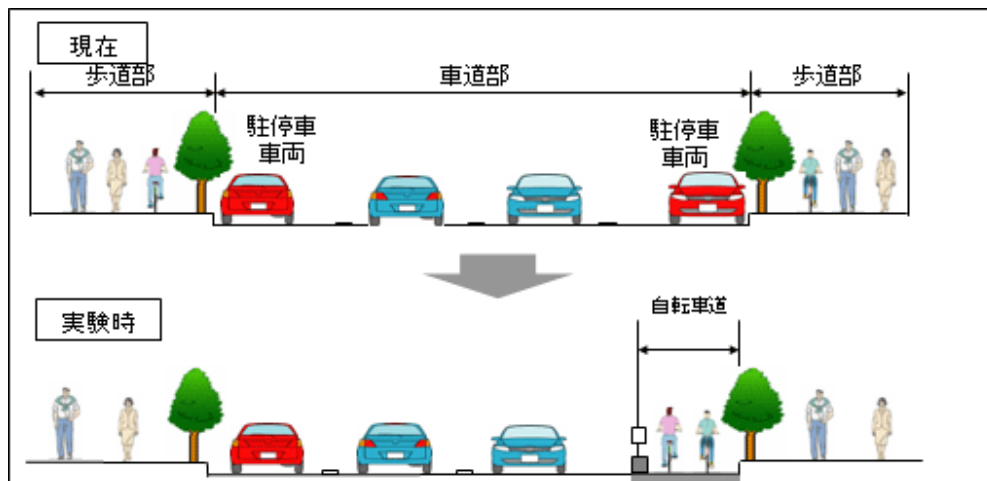 現在
歩道部
車道部
歩道部
駐停車
車両
駐停車
車両
実験時
自転車道